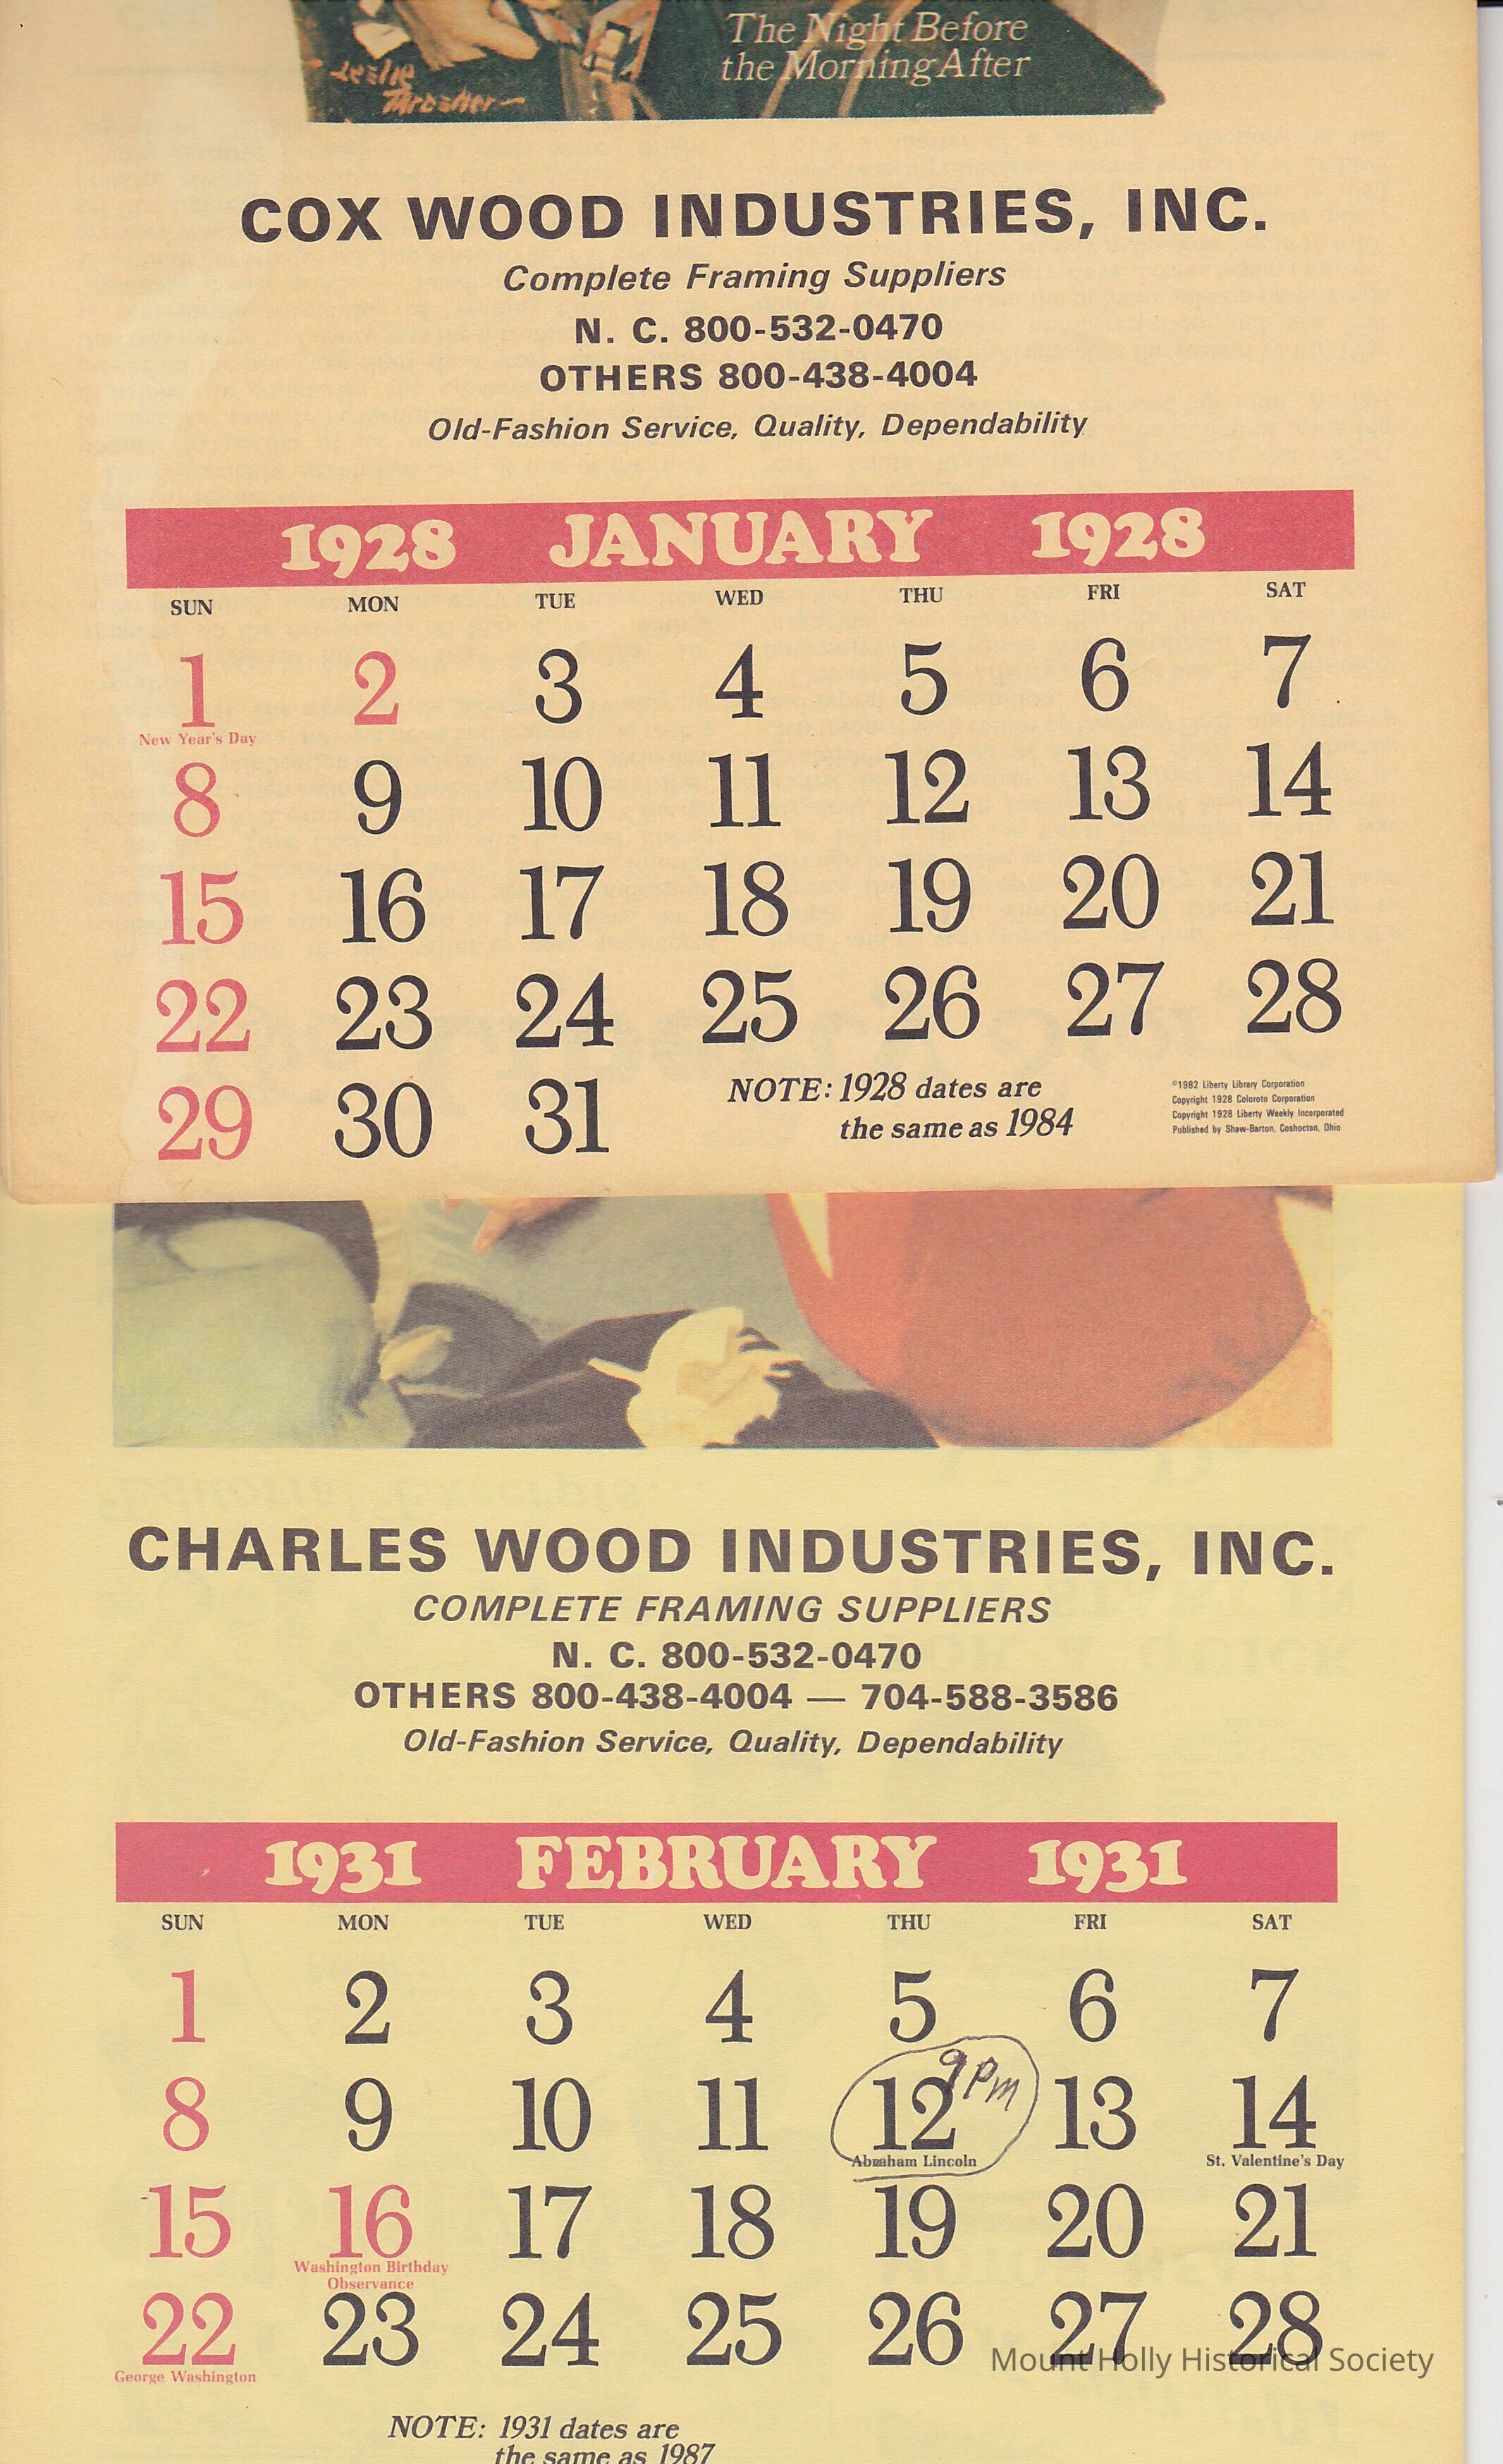 The Night Before
the Morning After
Leslie
Thrasher
COX WOOD INDUSTRIES, INC.
Complete Framing Suppliers
N. C. 800-532-0470
OTHERS 800-438-4004
Old-Fashion Service, Quality, Dependability
1928 JANUARY 1928
SUN MON TUE WED THU FRI SAT
1 2 3 4 5 6 7
New Year's Day
8 9 10 11 12 13 14
15 16 17 18 19 20 21
22 23 24 25 26 27 28
29 30 31
NOTE: 1928 dates are
the same as 1984
©1982 Liberty Library Corporation
Copyright 1928 Coloroto Corporation
Copyright 1928 Liberty Weekly Incorporated
Published by Shaw-Barton, Coshocton, Ohio
CHARLES WOOD INDUSTRIES, INC.
COMPLETE FRAMING SUPPLIERS
N. C. 800-532-0470
OTHERS 800-438-4004 — 704-588-3586
Old-Fashion Service, Quality, Dependability
1931 FEBRUARY 1931
SUN MON TUE WED THU FRI SAT
1 2 3 4 5 6 7
9 Pm
8 9 10 11 12 13 14
Abraham Lincoln St. Valentine's Day
15 16 17 18 19 20 21
Washington Birthday
Observance
22 23 24 25 26 27 28
George Washington
Mount Holly Historical Society
NOTE: 1931 dates are
the same as 1987